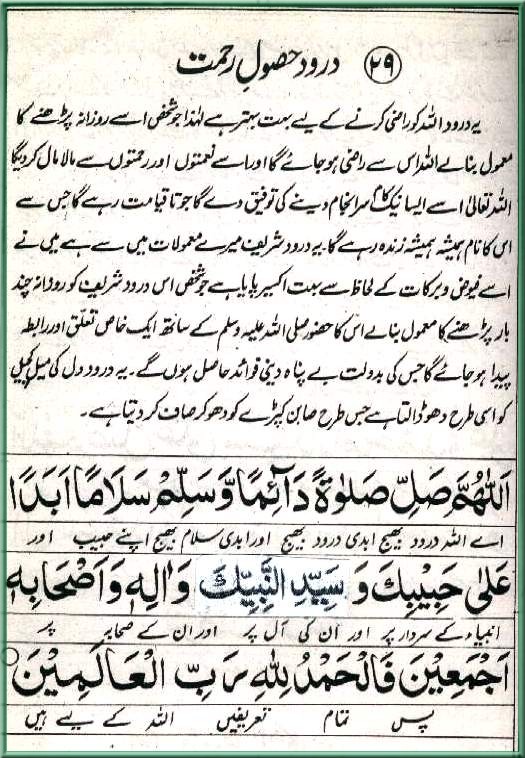 ۲۹ درود حصولِ رحمت
یہ درود اللہ کو راضی کرنے کے لیے بہت بہتر ہے لہٰذا جو شخص اسے روزانہ پڑھنے کا
معمول بنالے اللہ اس سے راضی ہو جائے گا اور اسے نعمتوں اور رحمتوں سے مالا مال کر دیگا
اللہ تعالیٰ اسے ایسا نیک کام سرانجام دینے کی توفیق دے گا جو تا قیامت رہے گا جس سے
اس کا نام ہمیشہ ہمیشہ زندہ رہے گا۔ یہ درود شریف میرے معمولات میں سے ہے میں نے
اسے فیوض و برکات کے لحاظ سے بہت اکسیر پایا ہے جو شخص اس درود شریف کو روزانہ چند
بار پڑھنے کا معمول بنالے اس کا حضور صلی اللہ علیہ وسلم کے ساتھ ایک خاص تعلق اور رابطہ
پیدا ہو جائے گا جس کی بدولت بے پناہ دینی فوائد حاصل ہوں گے۔ یہ درود دل کی میل کچیل
کو اسی طرح دھو ڈالتا ہے جس طرح صابن کپڑے کو دھو کر صاف کر دیتا ہے۔
اَللّٰهُمَّ صَلِّ صَلٰوةً دَآئِمًا وَّسَلِّمْ سَلَامًا اَبَدًا
اے اللہ درود بھیج ابدی درود بھیج اور ابدی سلام بھیج اپنے حبیب اور
عَلٰى حَبِيْبِكَ وَ سَيِّدِ النَّبِيِّكَ وَاٰلِهٖ وَاَصْحَابِهٖ
انبیاء کے سردار پر اور ان کی آل پر اور ان کے صحابہ پر
اَجْمَعِيْنَ فَالْحَمْدُ لِلّٰهِ رَبِّ الْعَالَمِيْنَ
پس تمام تعریفیں اللہ کے لیے ہیں